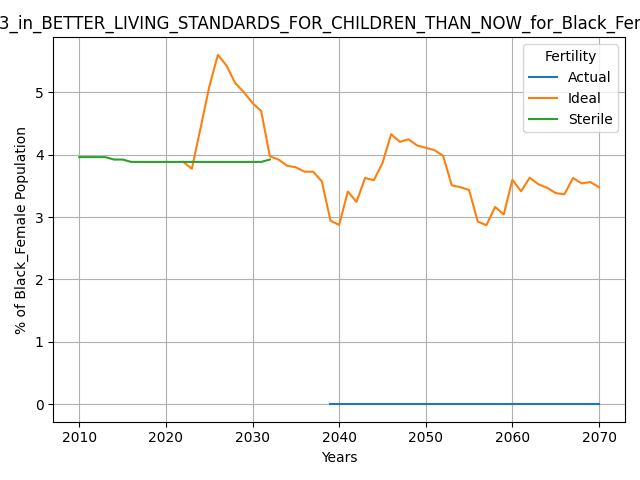 3_in_BETTER_LIVING_STANDARDS_FOR_CHILDREN_THAN_NOW_for_Black_Fer
Fertility
Actual
Ideal
Sterile
% of Black_Female Population
5
4
3
2
1
0
2010 2020 2030 2040 2050 2060 2070
Years